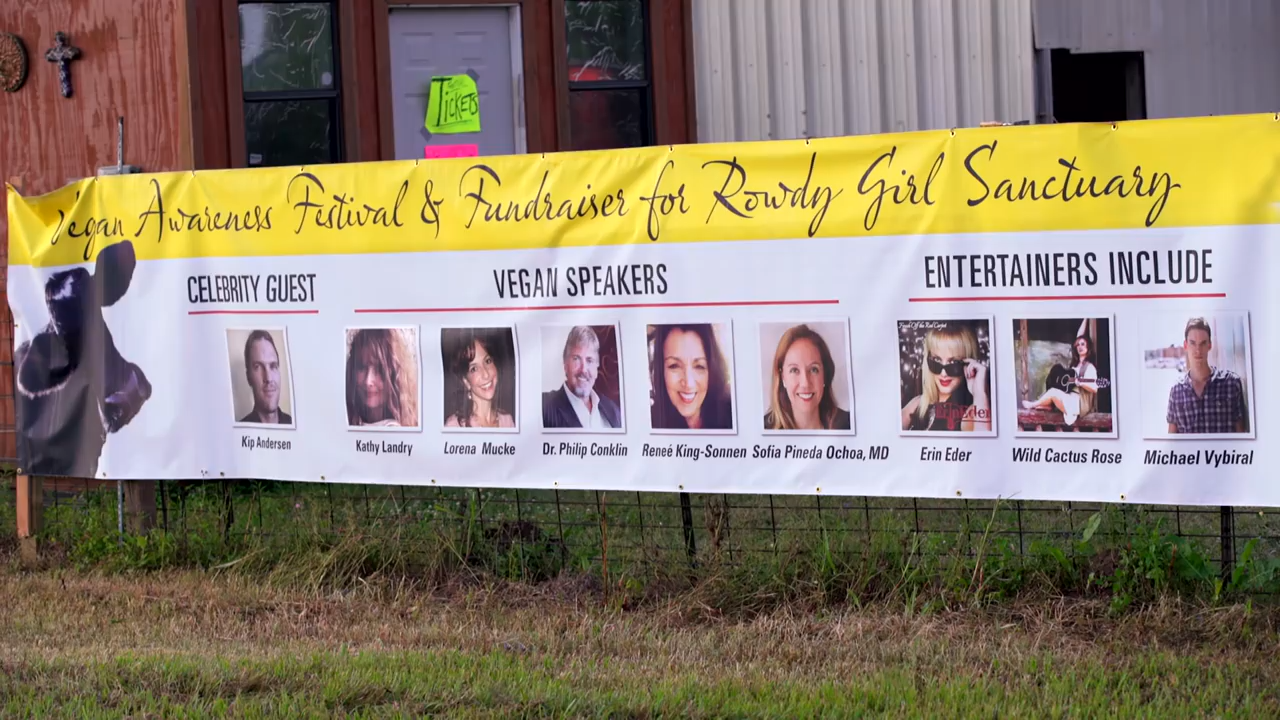 TICKETS
Vegan Awareness Festival & Fundraiser for Rowdy Girl Sanctuary
CELEBRITY GUEST
VEGAN SPEAKERS
ENTERTAINERS INCLUDE
Erin Eder
Kip Andersen
Kathy Landry
Lorena Mucke
Dr. Philip Conklin
Reneé King-Sonnen
Sofia Pineda Ochoa, MD
Erin Eder
Wild Cactus Rose
Michael Vybiral